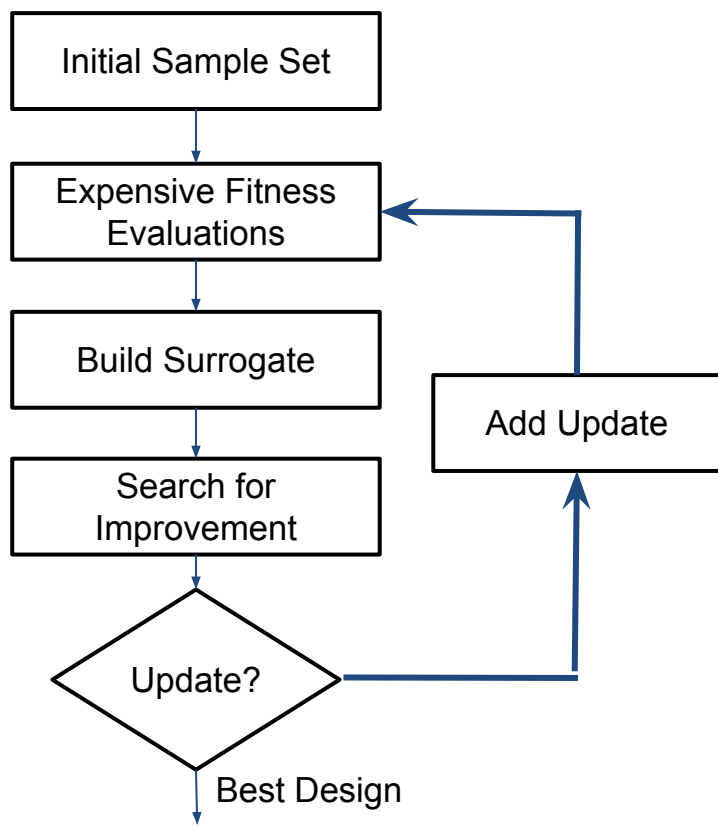 Initial Sample Set
Expensive Fitness
Evaluations
Build Surrogate
Add Update
Search for
Improvement
Update?
Best Design